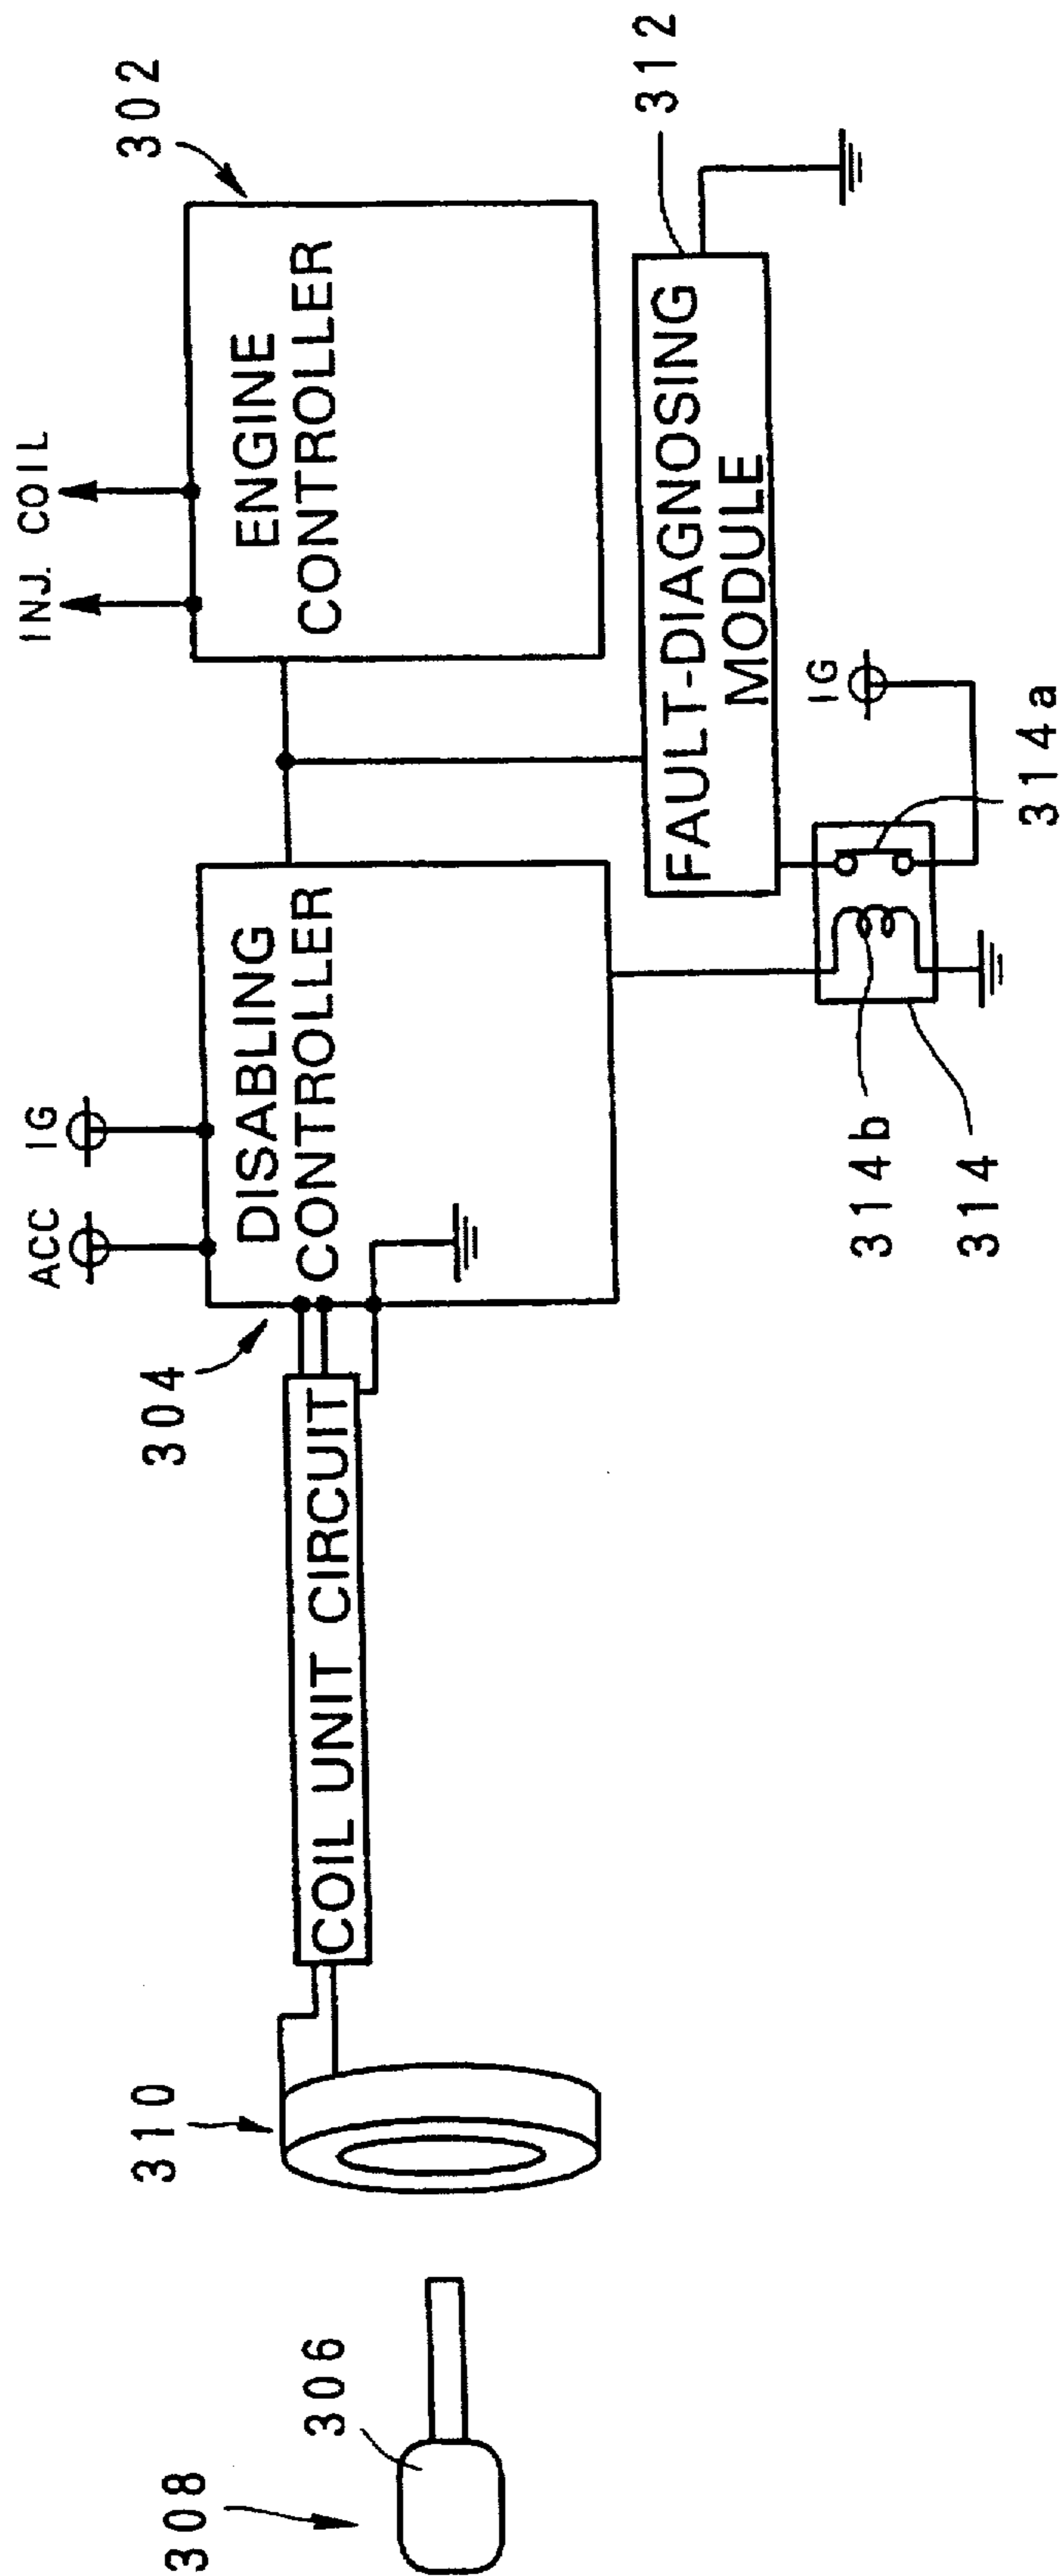 308
306
310
COIL UNIT CIRCUIT
304
ACC
IG
DISABLING
CONTROLLER
INJ.
COIL
302
ENGINE
CONTROLLER
312
FAULT-DIAGNOSING
MODULE
IG
314a
314b
314